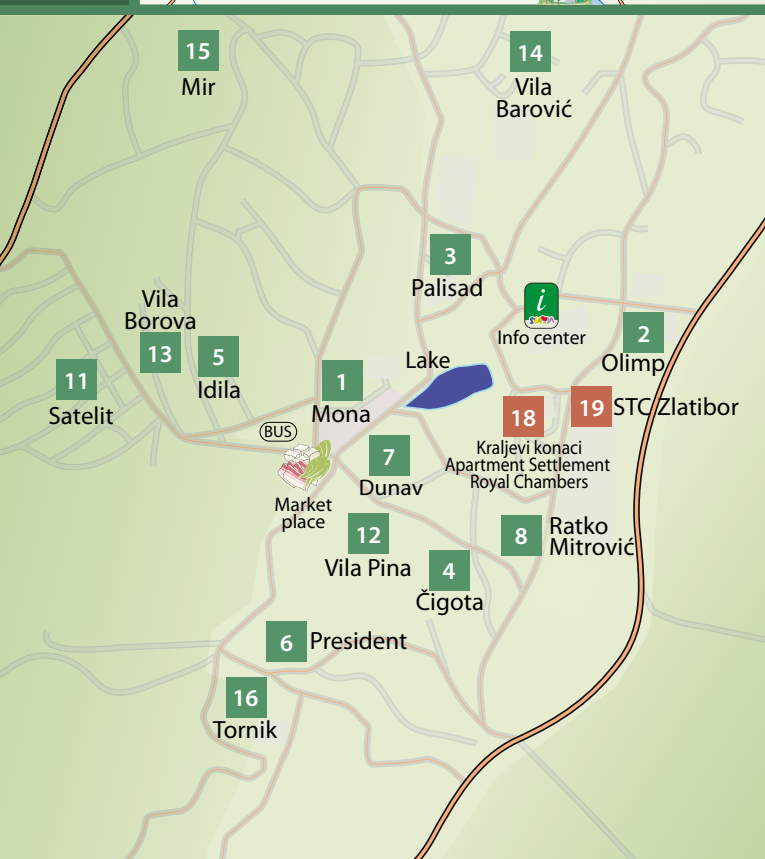 15
Mir
14
Vila
Barović
3
Palisad
i
Info center
2
Olimp
Vila
Borova
13
5
Idila
11
Satelit
1
Mona
Lake
18
Kraljevi konaci
Apartment Settlement
Royal Chambers
19 STC Zlatibor
BUS
Market
place
7
Dunav
12
Vila Pina
4
Čigota
8 Ratko
Mitrović
6 President
16
Tornik